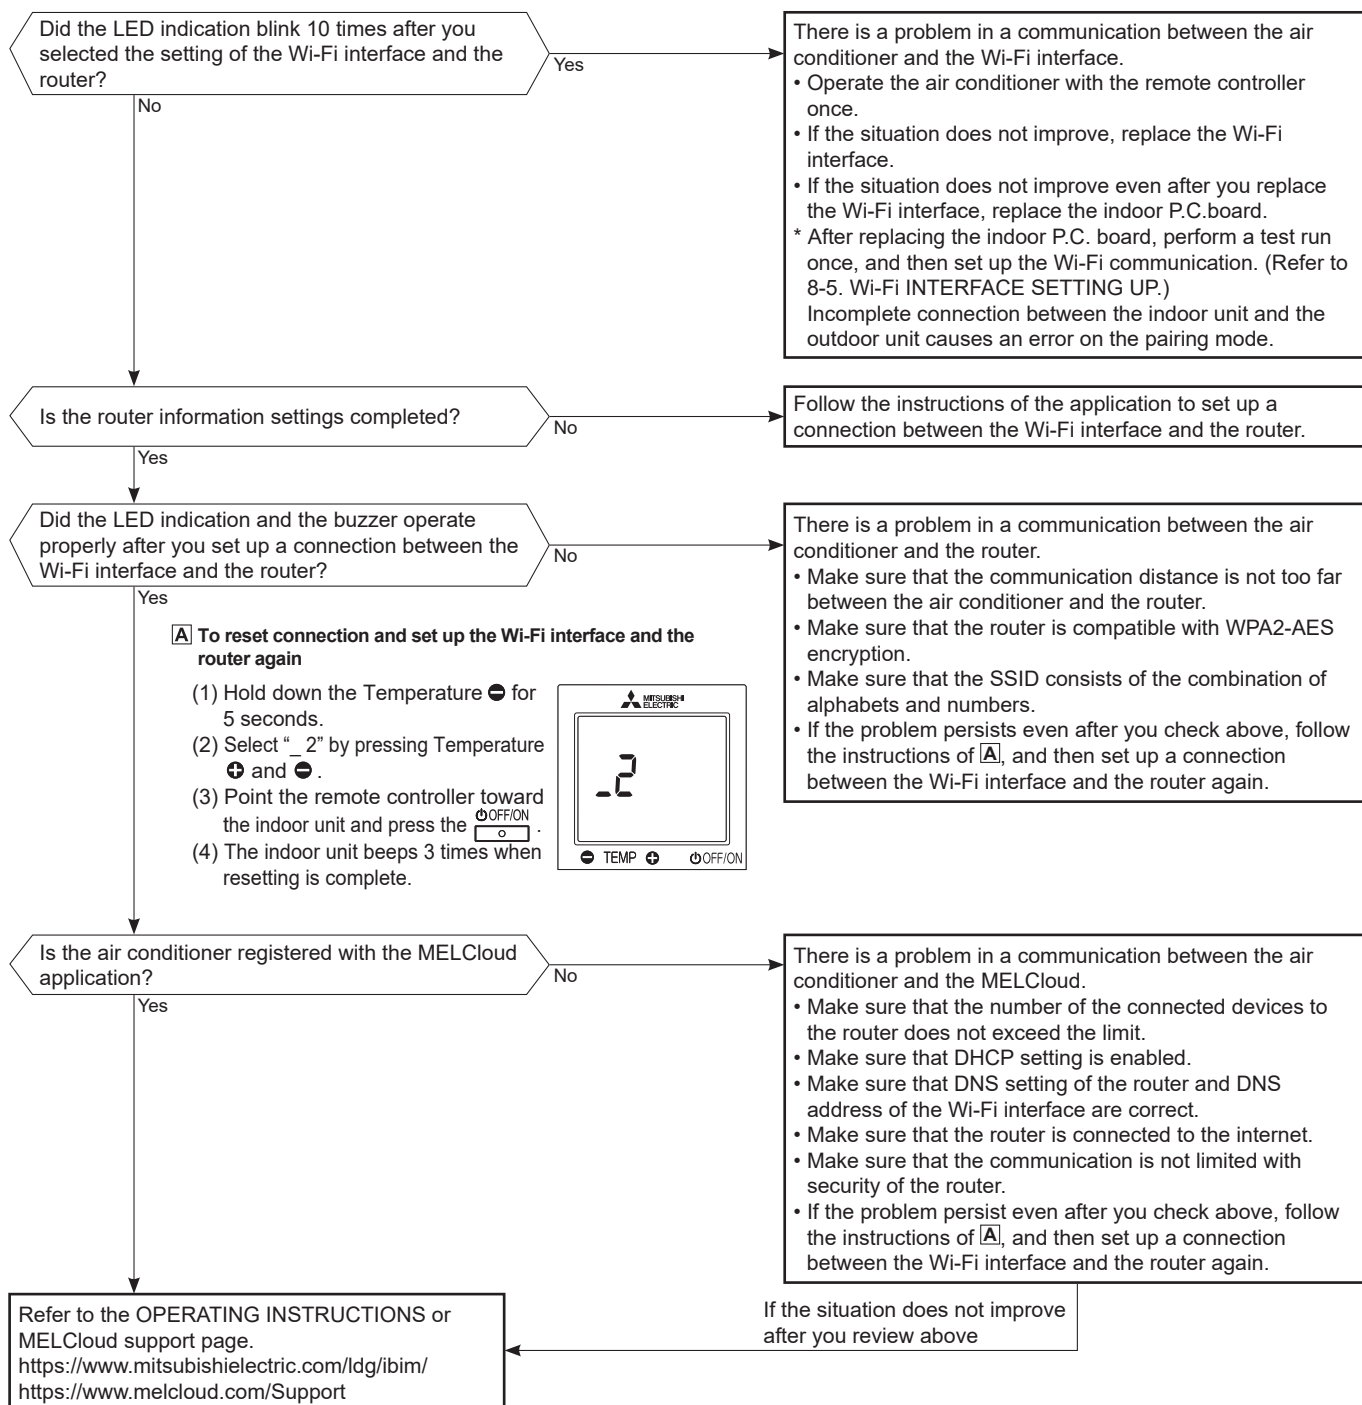 Did the LED indication blink 10 times after you
selected the setting of the Wi-Fi interface and the
router?
Yes
No
There is a problem in a communication between the air
conditioner and the Wi-Fi interface.
• Operate the air conditioner with the remote controller
once.
• If the situation does not improve, replace the Wi-Fi
interface.
• If the situation does not improve even after you replace
the Wi-Fi interface, replace the indoor P.C.board.
* After replacing the indoor P.C. board, perform a test run
once, and then set up the Wi-Fi communication. (Refer to
8-5. Wi-Fi INTERFACE SETTING UP.)
Incomplete connection between the indoor unit and the
outdoor unit causes an error on the pairing mode.
Is the router information settings completed?
No
Yes
Follow the instructions of the application to set up a
connection between the Wi-Fi interface and the router.
Did the LED indication and the buzzer operate
properly after you set up a connection between the
Wi-Fi interface and the router?
No
Yes
There is a problem in a communication between the air
conditioner and the router.
• Make sure that the communication distance is not too far
between the air conditioner and the router.
• Make sure that the router is compatible with WPA2-AES
encryption.
• Make sure that the SSID consists of the combination of
alphabets and numbers.
• If the problem persists even after you check above, follow
the instructions of A, and then set up a connection
between the Wi-Fi interface and the router again.
A To reset connection and set up the Wi-Fi interface and the
router again
(1) Hold down the Temperature ⊖ for
5 seconds.
(2) Select “_ 2” by pressing Temperature
⊕ and ⊖ .
(3) Point the remote controller toward
the indoor unit and press the ⏻OFF/ON .
(4) The indoor unit beeps 3 times when
resetting is complete.
MITSUBISHI
ELECTRIC
_2
⊖ TEMP ⊕ ⏻OFF/ON
Is the air conditioner registered with the MELCloud
application?
No
Yes
There is a problem in a communication between the air
conditioner and the MELCloud.
• Make sure that the number of the connected devices to
the router does not exceed the limit.
• Make sure that DHCP setting is enabled.
• Make sure that DNS setting of the router and DNS
address of the Wi-Fi interface are correct.
• Make sure that the router is connected to the internet.
• Make sure that the communication is not limited with
security of the router.
• If the problem persist even after you check above, follow
the instructions of A, and then set up a connection
between the Wi-Fi interface and the router again.
If the situation does not improve
after you review above
Refer to the OPERATING INSTRUCTIONS or
MELCloud support page.
https://www.mitsubishielectric.com/ldg/ibim/
https://www.melcloud.com/Support